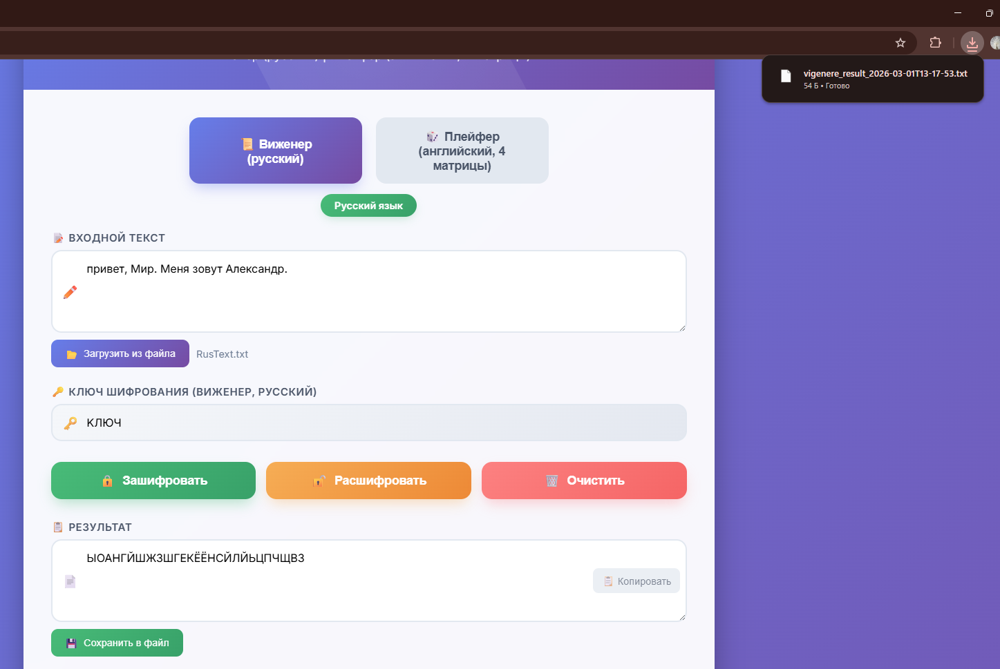 vigenere_result_2026-03-01T13-17-53.txt
54 Б • Готово
Виженер
(русский)
Плейфер
(английский, 4
матрицы)
Русский язык
ВХОДНОЙ ТЕКСТ
привет, Мир. Меня зовут Александр.
Загрузить из файла
RusText.txt
КЛЮЧ ШИФРОВАНИЯ (ВИЖЕНЕР, РУССКИЙ)
КЛЮЧ
Зашифровать
Расшифровать
Очистить
РЕЗУЛЬТАТ
ЫОАНГЙШЖЗШГЕКЁЁНСЙЛЙЬЦПЧЩВЗ
Копировать
Сохранить в файл